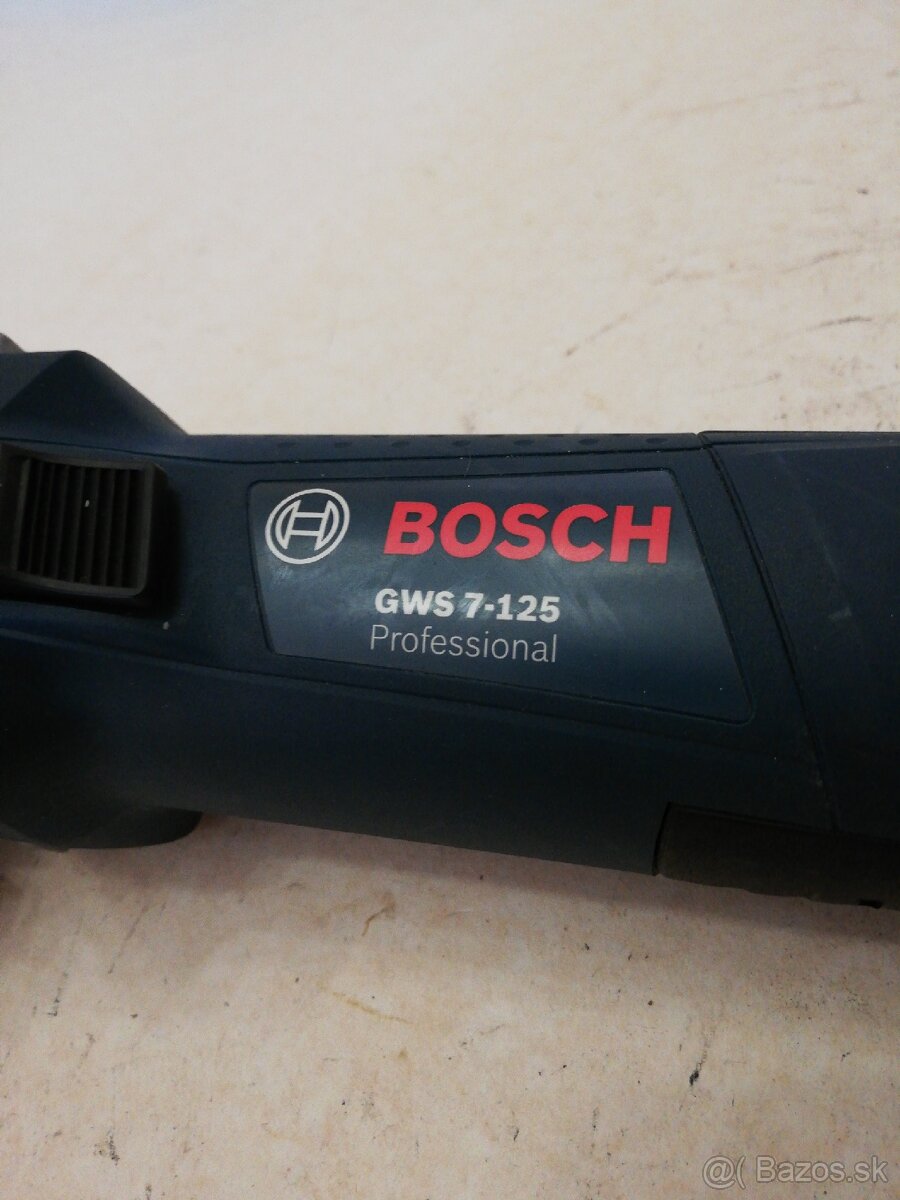 BOSCH
GWS 7-125
Professional
@( Bazos.sk